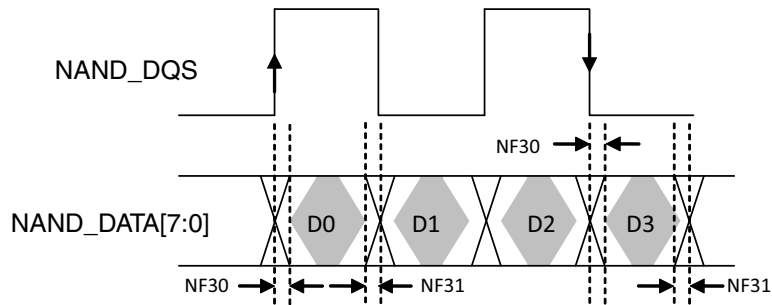 NAND_DQS
NF30
NAND_DATA[7:0] D0 D1 D2 D3
NF30 NF31 NF31